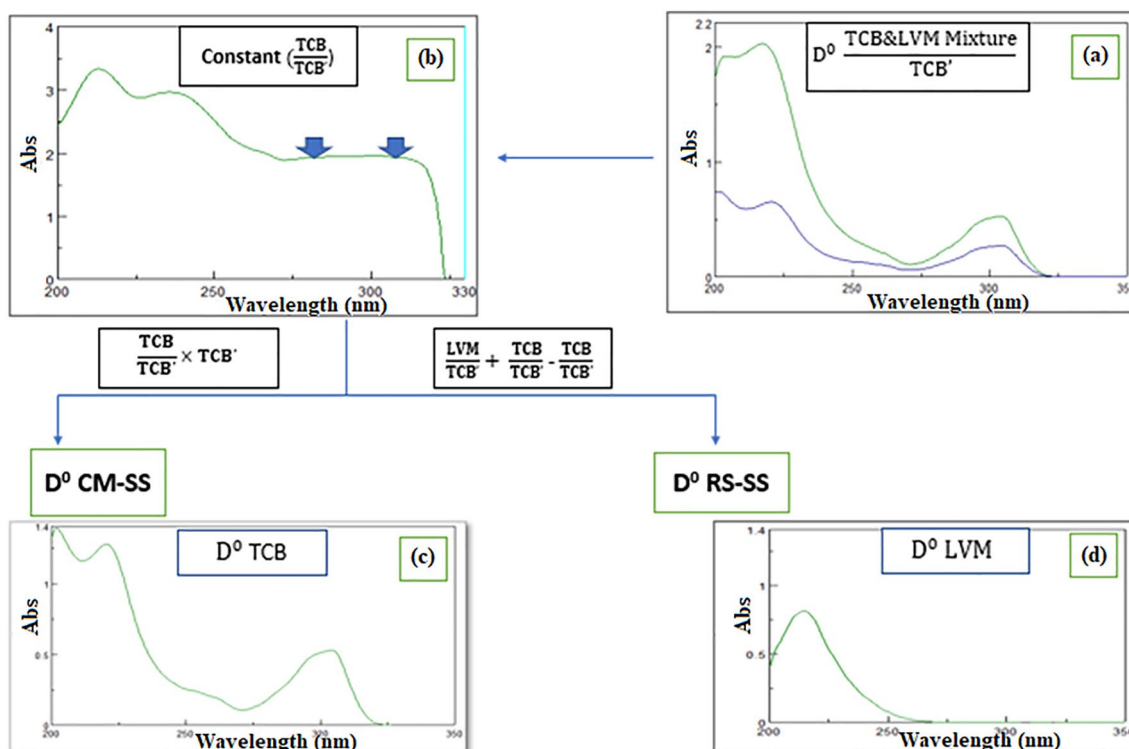 4
3
2
1
0
Abs
Constant (TCB/TCB')
(b)
200
250
300
330
Wavelength (nm)
2.2
2
1
0
D⁰ TCB&LVM Mixture/TCB'
(a)
200
250
300
350
Wavelength (nm)
TCB/TCB' × TCB'
LVM/TCB' + TCB/TCB' - TCB/TCB'
D⁰ CM-SS
D⁰ RS-SS
1.4
1
0.5
0
Abs
D⁰ TCB
(c)
200
250
300
350
Wavelength (nm)
1.4
1
0.5
0
Abs
D⁰ LVM
(d)
200
250
300
350
Wavelength (nm)